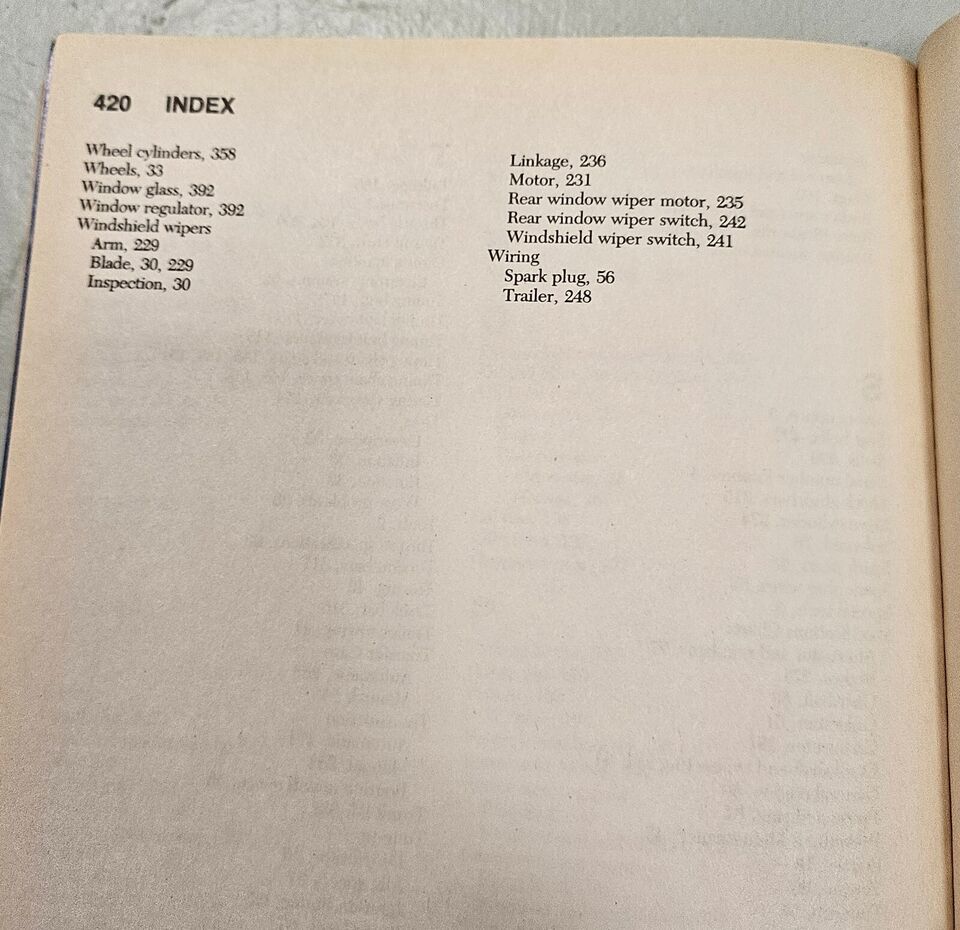 420 INDEX
Wheel cylinders, 358
Wheels, 33
Window glass, 392
Window regulator, 392
Windshield wipers
Arm, 229
Blade, 30, 229
Inspection, 30
Linkage, 236
Motor, 231
Rear window wiper motor, 235
Rear window wiper switch, 242
Windshield wiper switch, 241
Wiring
Spark plug, 56
Trailer, 248